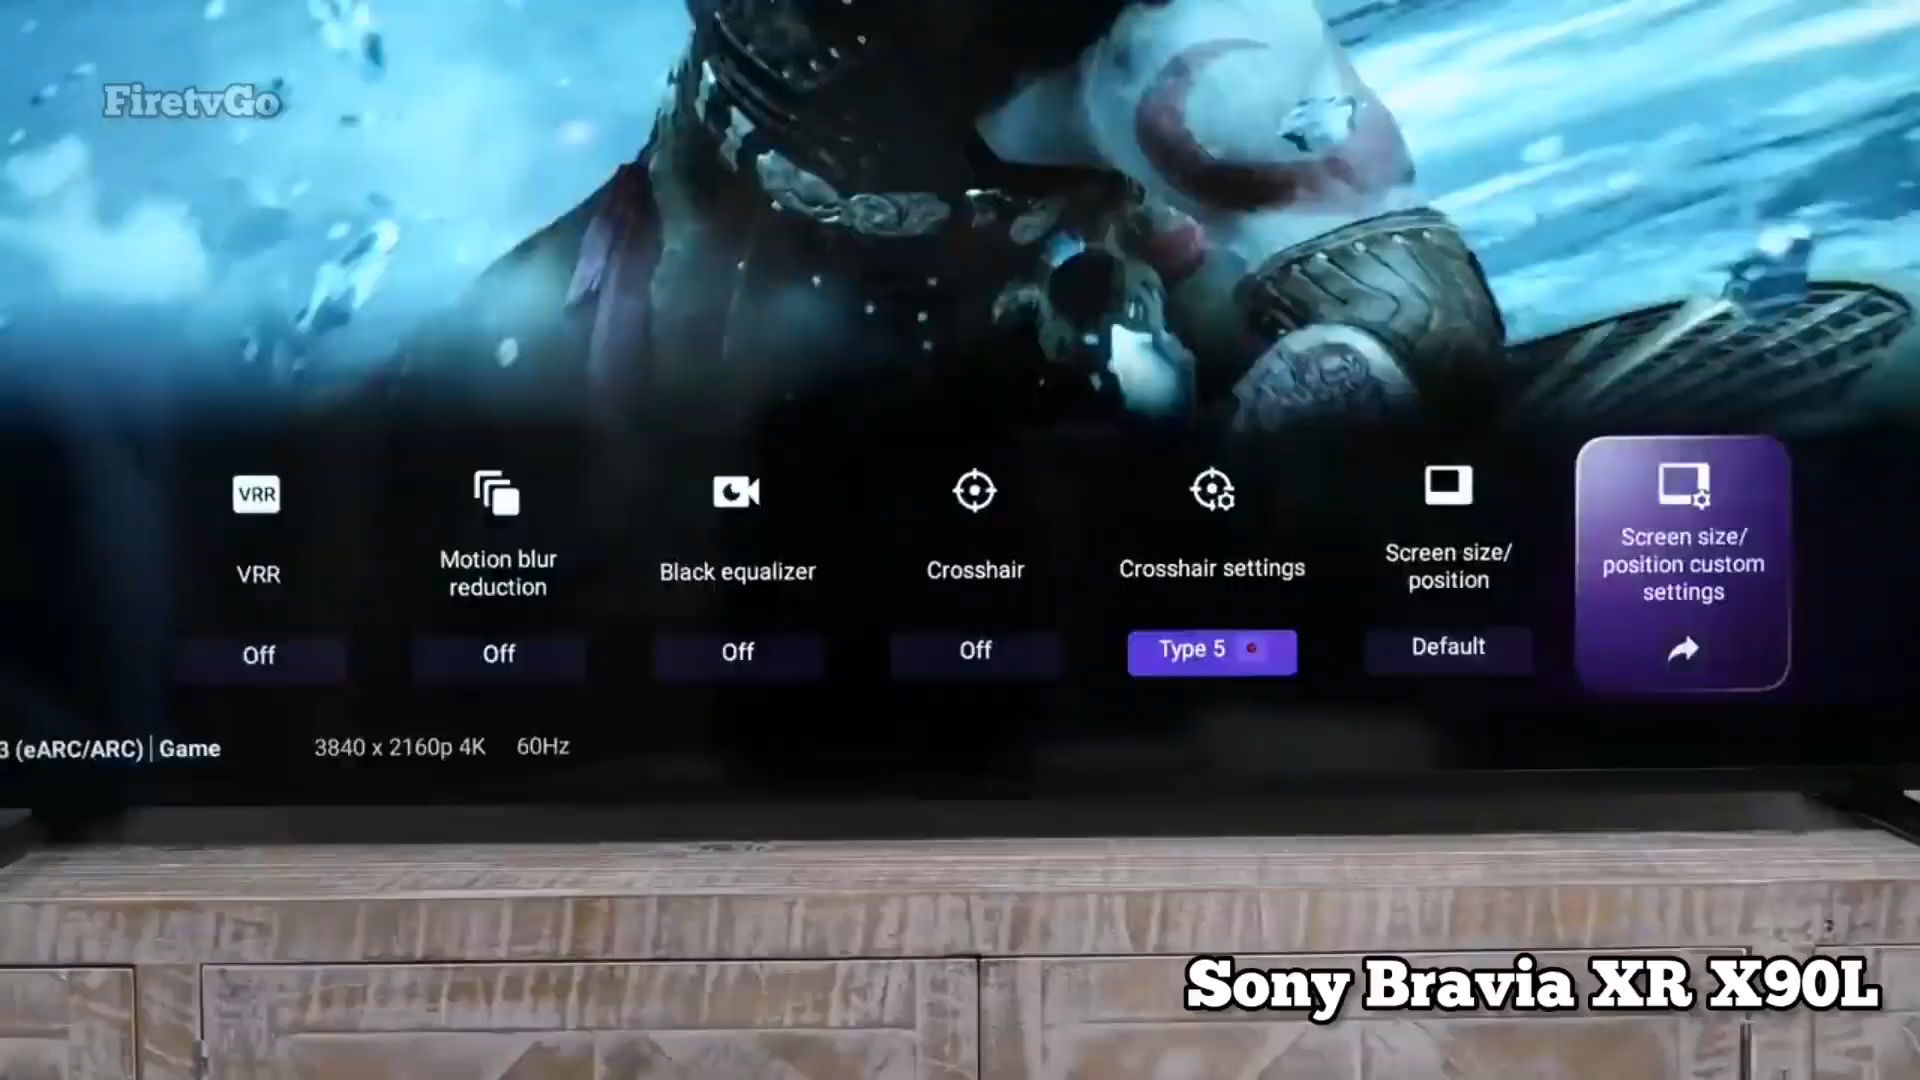 FiretvGo
VRR
VRR
Off
Motion blur
reduction
Off
Black equalizer
Off
Crosshair
Off
Crosshair settings
Type 5
Screen size/
position
Default
Screen size/
position custom
settings
3 (eARC/ARC) | Game
3840 x 2160p 4K
60Hz
Sony Bravia XR X90L